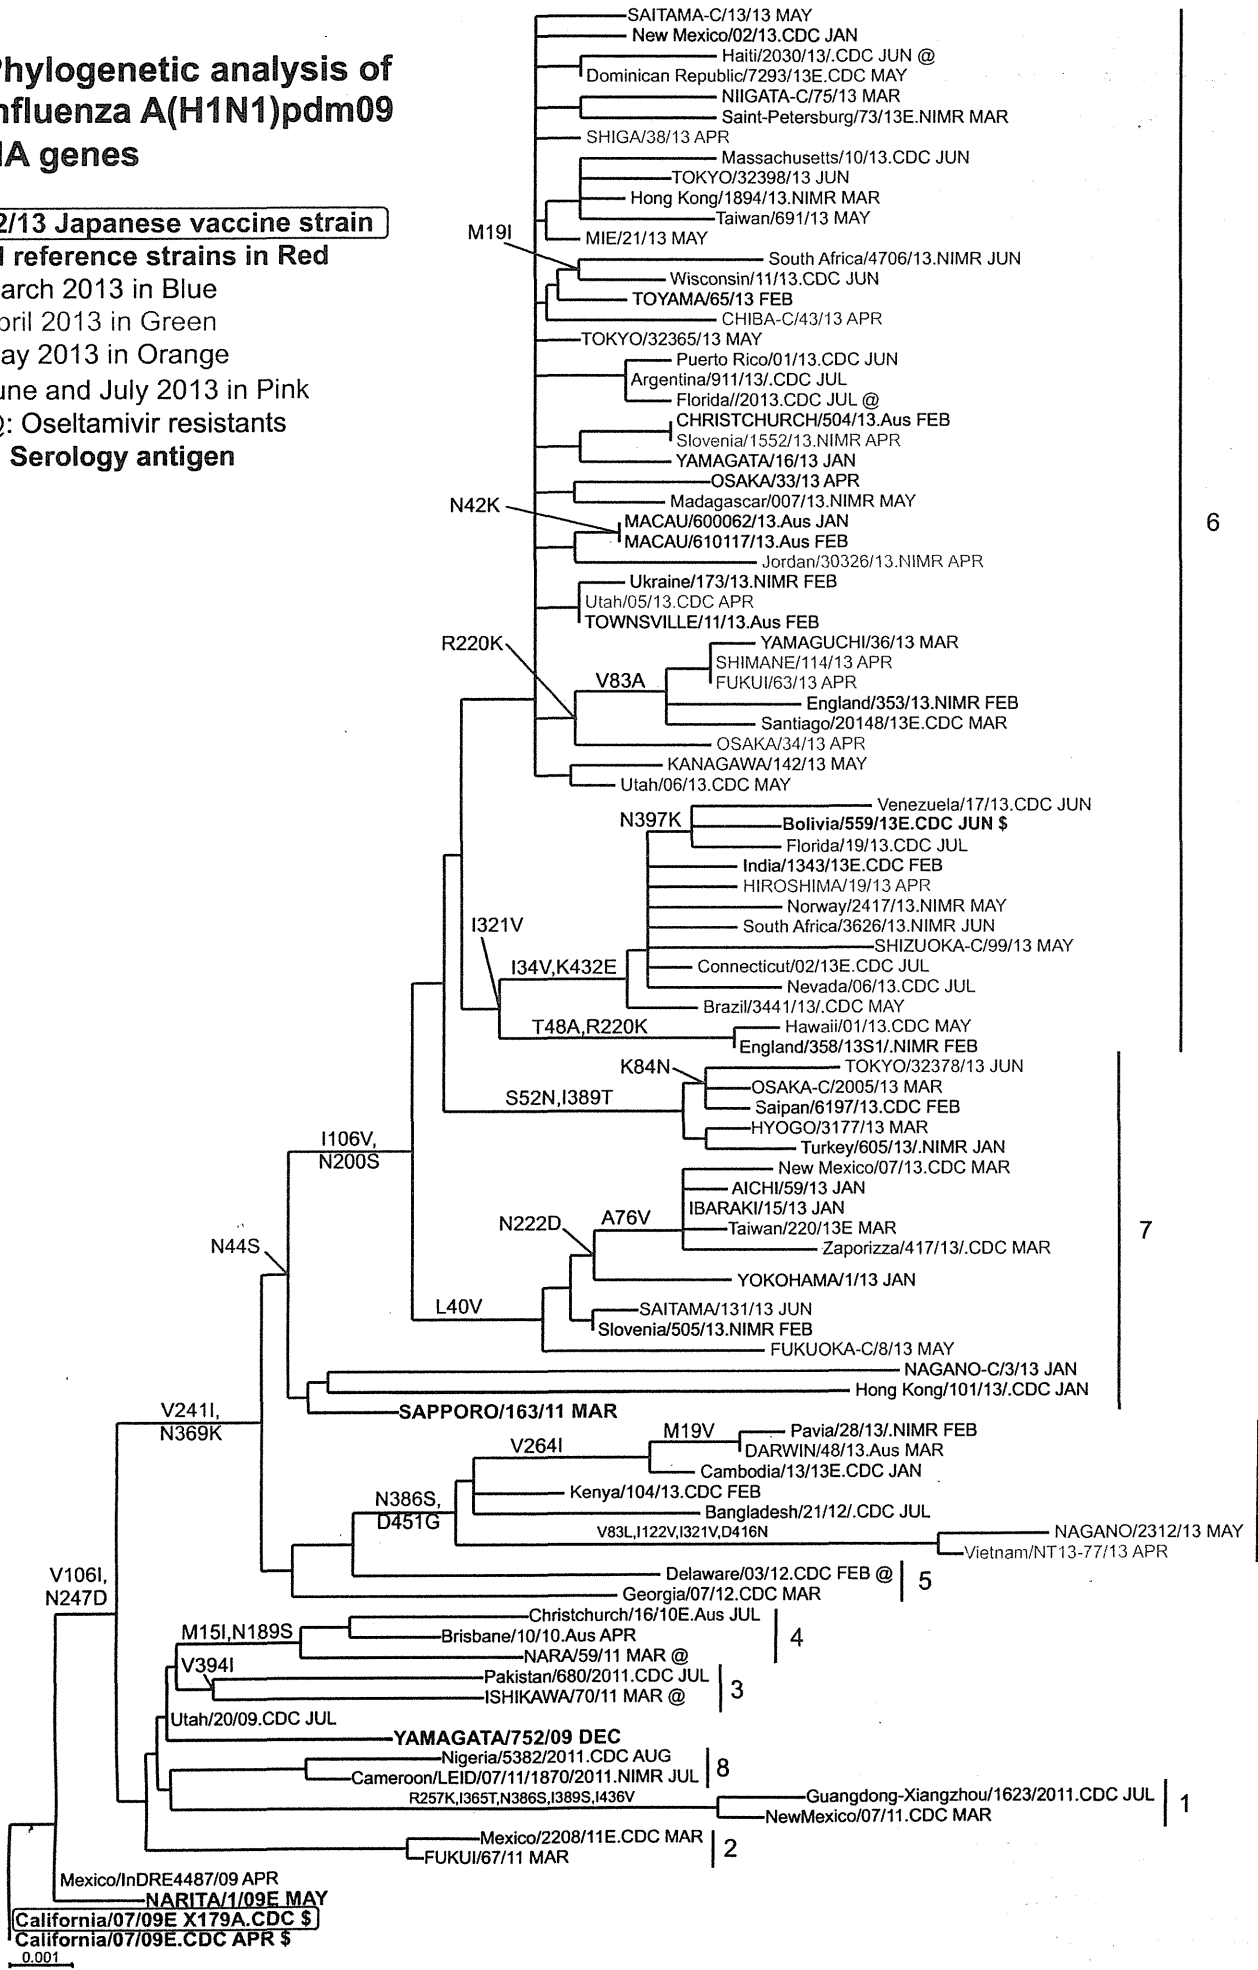 Phylogenetic analysis of
nfluenza A(H1N1)pdm09
NA genes
2/13 Japanese vaccine strain
reference strains in Red
arch 2013 in Blue
pril 2013 in Green
ay 2013 in Orange
une and July 2013 in Pink
@: Oseltamivir resistants
Serology antigen
SAITAMA-C/13/13 MAY
New Mexico/02/13.CDC JAN
Haiti/2030/13/.CDC JUN @
Dominican Republic/7293/13E.CDC MAY
NIIGATA-C/75/13 MAR
Saint-Petersburg/73/13E.NIMR MAR
SHIGA/38/13 APR
Massachusetts/10/13.CDC JUN
TOKYO/32398/13 JUN
Hong Kong/1894/13.NIMR MAR
Taiwan/691/13 MAY
MIE/21/13 MAY
M19I
South Africa/4706/13.NIMR JUN
Wisconsin/11/13.CDC JUN
TOYAMA/65/13 FEB
CHIBA-C/43/13 APR
TOKYO/32365/13 MAY
Puerto Rico/01/13.CDC JUN
Argentina/911/13/.CDC JUL
Florida//2013.CDC JUL @
CHRISTCHURCH/504/13.Aus FEB
Slovenia/1552/13.NIMR APR
YAMAGATA/16/13 JAN
OSAKA/33/13 APR
Madagascar/007/13.NIMR MAY
N42K
MACAU/600062/13.Aus JAN
MACAU/610117/13.Aus FEB
Jordan/30326/13.NIMR APR
Ukraine/173/13.NIMR FEB
Utah/05/13.CDC APR
TOWNSVILLE/11/13.Aus FEB
R220K
YAMAGUCHI/36/13 MAR
SHIMANE/114/13 APR
FUKUI/63/13 APR
V83A
England/353/13.NIMR FEB
Santiago/20148/13E.CDC MAR
OSAKA/34/13 APR
KANAGAWA/142/13 MAY
Utah/06/13.CDC MAY
6
Venezuela/17/13.CDC JUN
N397K
Bolivia/559/13E.CDC JUN $
Florida/19/13.CDC JUL
India/1343/13E.CDC FEB
HIROSHIMA/19/13 APR
Norway/2417/13.NIMR MAY
South Africa/3626/13.NIMR JUN
I321V
SHIZUOKA-C/99/13 MAY
I34V,K432E
Connecticut/02/13E.CDC JUL
Nevada/06/13.CDC JUL
Brazil/3441/13/.CDC MAY
T48A,R220K
Hawaii/01/13.CDC MAY
England/358/13S1/.NIMR FEB
K84N
TOKYO/32378/13 JUN
OSAKA-C/2005/13 MAR
S52N,I389T
Saipan/6197/13.CDC FEB
HYOGO/3177/13 MAR
Turkey/605/13/.NIMR JAN
I106V,
N200S
New Mexico/07/13.CDC MAR
AICHI/59/13 JAN
IBARAKI/15/13 JAN
N222D
A76V
Taiwan/220/13E MAR
Zaporizza/417/13/.CDC MAR
7
N44S
YOKOHAMA/1/13 JAN
L40V
SAITAMA/131/13 JUN
Slovenia/505/13.NIMR FEB
FUKUOKA-C/8/13 MAY
NAGANO-C/3/13 JAN
Hong Kong/101/13/.CDC JAN
SAPPORO/163/11 MAR
V241I,
N369K
M19V
Pavia/28/13/.NIMR FEB
V264I
DARWIN/48/13.Aus MAR
Cambodia/13/13E.CDC JAN
N386S,
D451G
Kenya/104/13.CDC FEB
Bangladesh/21/12/.CDC JUL
V83L,I122V,I321V,D416N
NAGANO/2312/13 MAY
Vietnam/NT13-77/13 APR
Delaware/03/12.CDC FEB @
5
Georgia/07/12.CDC MAR
V106I,
N247D
Christchurch/16/10E.Aus JUL
M15I,N189S
Brisbane/10/10.Aus APR
4
NARA/59/11 MAR @
V394I
Pakistan/680/2011.CDC JUL
3
ISHIKAWA/70/11 MAR @
Utah/20/09.CDC JUL
YAMAGATA/752/09 DEC
Nigeria/5382/2011.CDC AUG
8
Cameroon/LEID/07/11/1870/2011.NIMR JUL
R257K,I365T,N386S,I389S,I436V
Guangdong-Xiangzhou/1623/2011.CDC JUL
1
NewMexico/07/11.CDC MAR
Mexico/2208/11E.CDC MAR
2
FUKUI/67/11 MAR
Mexico/InDRE4487/09 APR
NARITA/1/09E MAY
California/07/09E X179A.CDC $
California/07/09E.CDC APR $
0.001